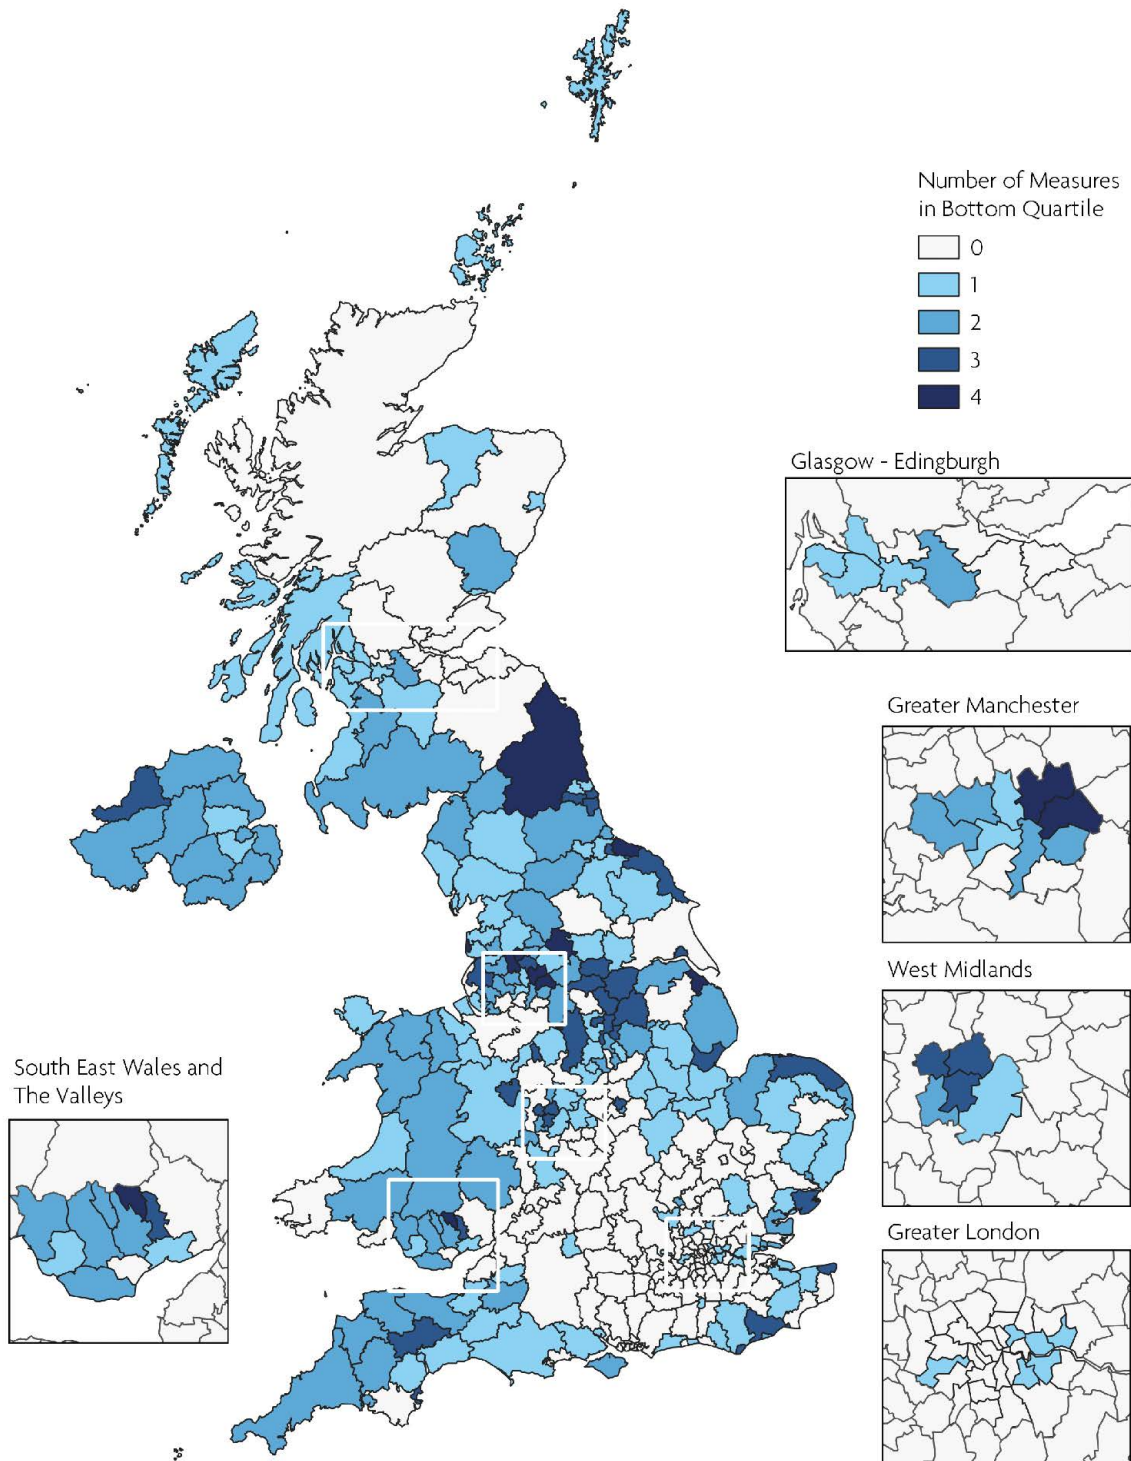 Number of Measures
in Bottom Quartile
0
1
2
3
4
Glasgow - Edingburgh
Greater Manchester
West Midlands
South East Wales and
The Valleys
Greater London